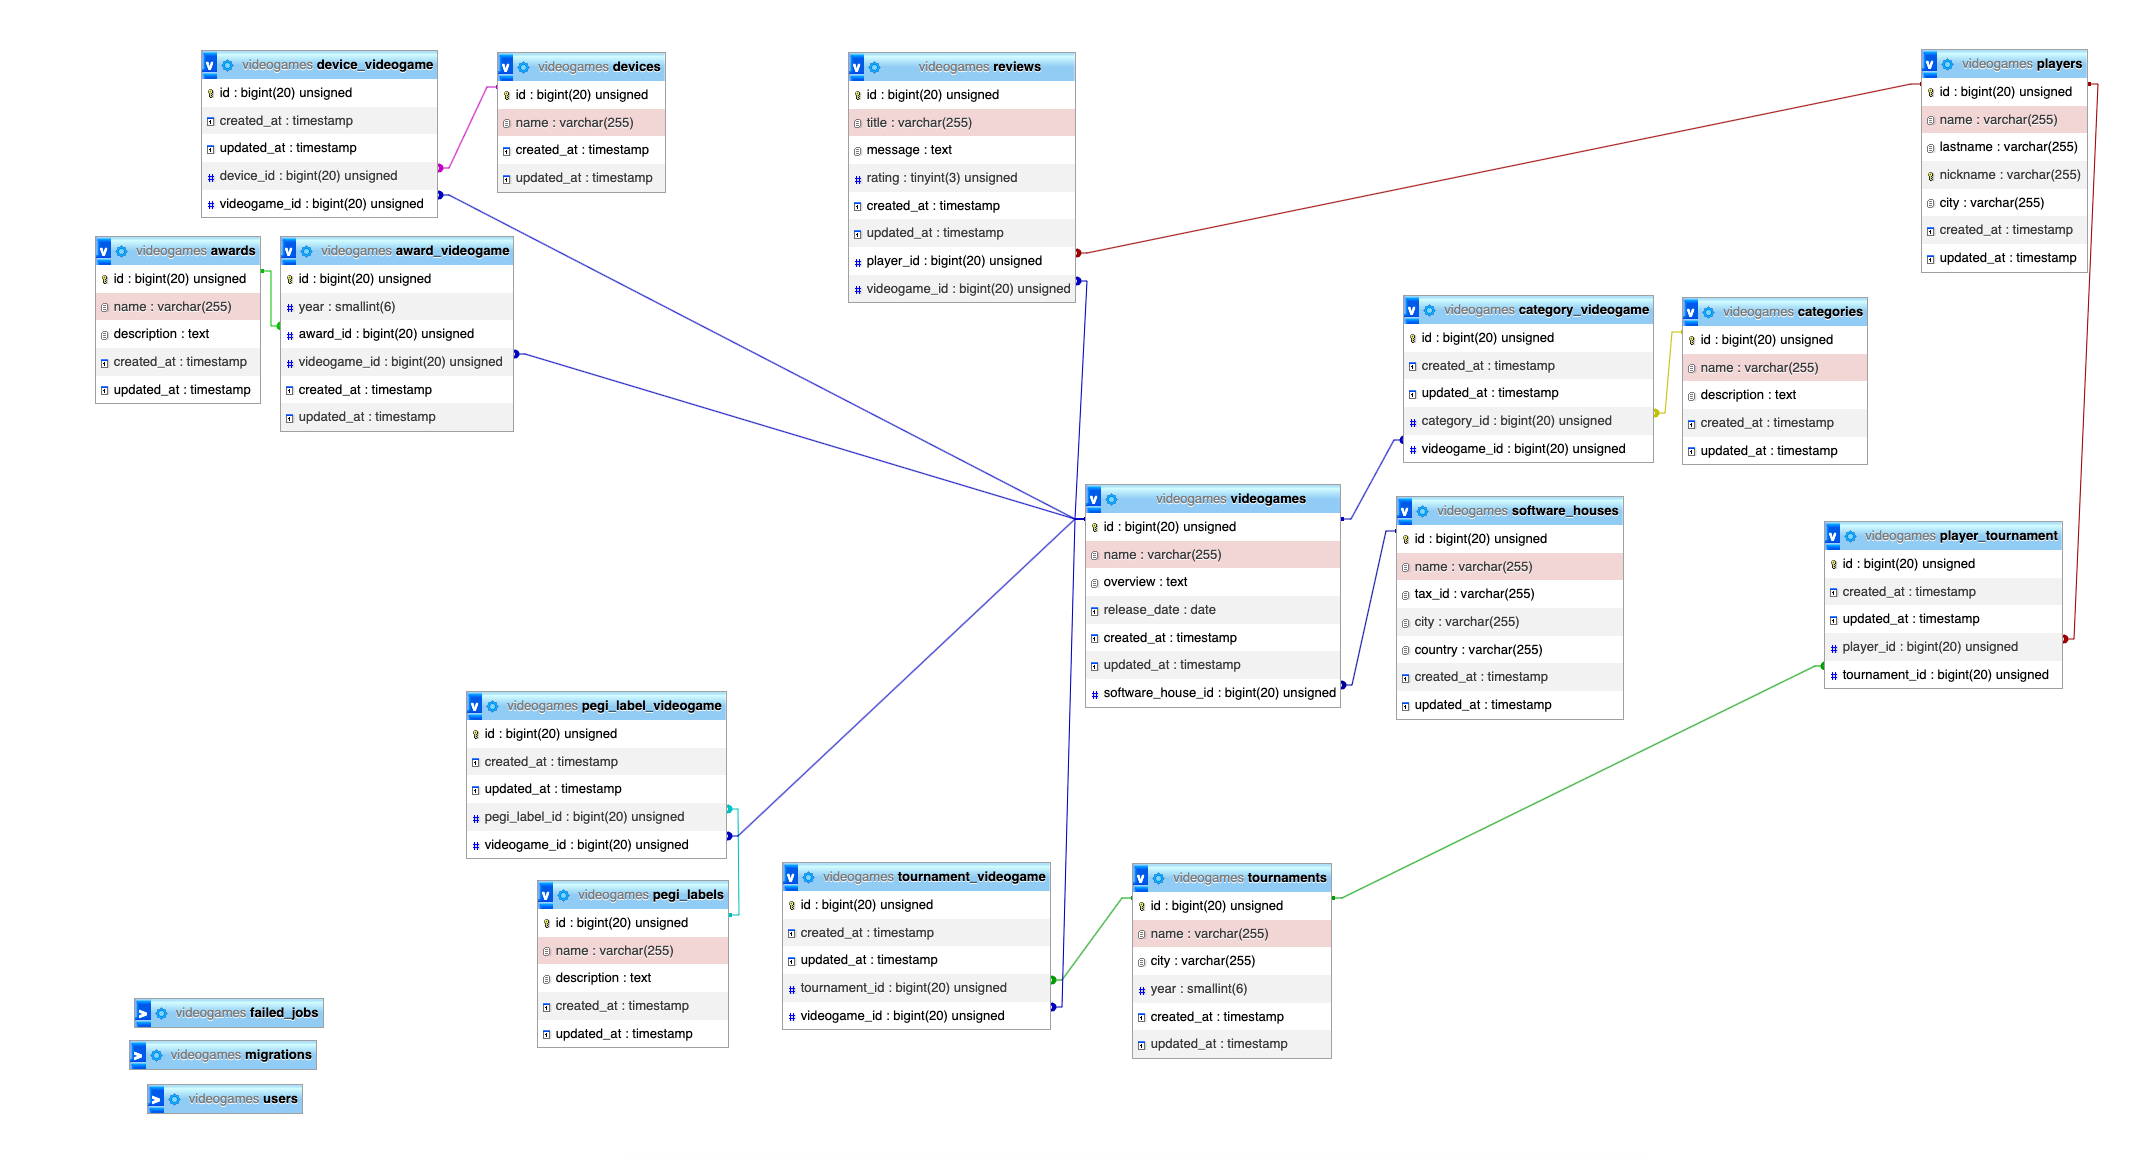 videogames device_videogame
id : bigint(20) unsigned
created_at : timestamp
updated_at : timestamp
device_id : bigint(20) unsigned
videogame_id : bigint(20) unsigned
videogames devices
id : bigint(20) unsigned
name : varchar(255)
created_at : timestamp
updated_at : timestamp
videogames reviews
id : bigint(20) unsigned
title : varchar(255)
message : text
rating : tinyint(3) unsigned
created_at : timestamp
updated_at : timestamp
player_id : bigint(20) unsigned
videogame_id : bigint(20) unsigned
videogames players
id : bigint(20) unsigned
name : varchar(255)
lastname : varchar(255)
nickname : varchar(255)
city : varchar(255)
created_at : timestamp
updated_at : timestamp
videogames awards
id : bigint(20) unsigned
name : varchar(255)
description : text
created_at : timestamp
updated_at : timestamp
videogames award_videogame
id : bigint(20) unsigned
year : smallint(6)
award_id : bigint(20) unsigned
videogame_id : bigint(20) unsigned
created_at : timestamp
updated_at : timestamp
videogames category_videogame
id : bigint(20) unsigned
created_at : timestamp
updated_at : timestamp
category_id : bigint(20) unsigned
videogame_id : bigint(20) unsigned
videogames categories
id : bigint(20) unsigned
name : varchar(255)
description : text
created_at : timestamp
updated_at : timestamp
videogames videogames
id : bigint(20) unsigned
name : varchar(255)
overview : text
release_date : date
created_at : timestamp
updated_at : timestamp
software_house_id : bigint(20) unsigned
videogames software_houses
id : bigint(20) unsigned
name : varchar(255)
tax_id : varchar(255)
city : varchar(255)
country : varchar(255)
created_at : timestamp
updated_at : timestamp
videogames player_tournament
id : bigint(20) unsigned
created_at : timestamp
updated_at : timestamp
player_id : bigint(20) unsigned
tournament_id : bigint(20) unsigned
videogames pegi_label_videogame
id : bigint(20) unsigned
created_at : timestamp
updated_at : timestamp
pegi_label_id : bigint(20) unsigned
videogame_id : bigint(20) unsigned
videogames pegi_labels
id : bigint(20) unsigned
name : varchar(255)
description : text
created_at : timestamp
updated_at : timestamp
videogames tournament_videogame
id : bigint(20) unsigned
created_at : timestamp
updated_at : timestamp
tournament_id : bigint(20) unsigned
videogame_id : bigint(20) unsigned
videogames tournaments
id : bigint(20) unsigned
name : varchar(255)
city : varchar(255)
year : smallint(6)
created_at : timestamp
updated_at : timestamp
videogames failed_jobs
videogames migrations
videogames users